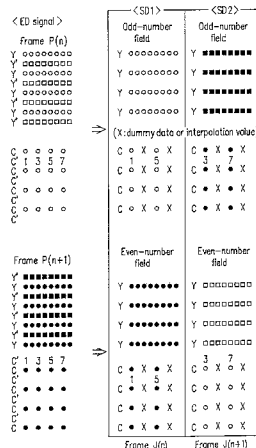 <ED signal>
<SD1>
<SD2>
Frame P(n)
Odd-number field
Odd-number field
Y'
Y'
Y'
Y'
Y'
Y'
Y'
Y'
Y
Y
Y
Y
(X:dummy data or interpolation value
C'
C'
C'
C'
C'
C'
C'
C'
1 3 5 7
C X X
1 5
X X
3 7
C X X
X X
C X X
X X
C X X
X X
Frame P(n+1)
Even-number field
Even-number field
Y'
Y'
Y'
Y'
Y'
Y'
Y'
Y'
Y
Y
Y
Y
C'
C'
C'
C'
C'
C'
C'
C'
1 3 5 7
C X X
1 5
3 7
X X
C X X
X X
C X X
X X
C X X
X X
Frame J(n)
Frame J(n+1)